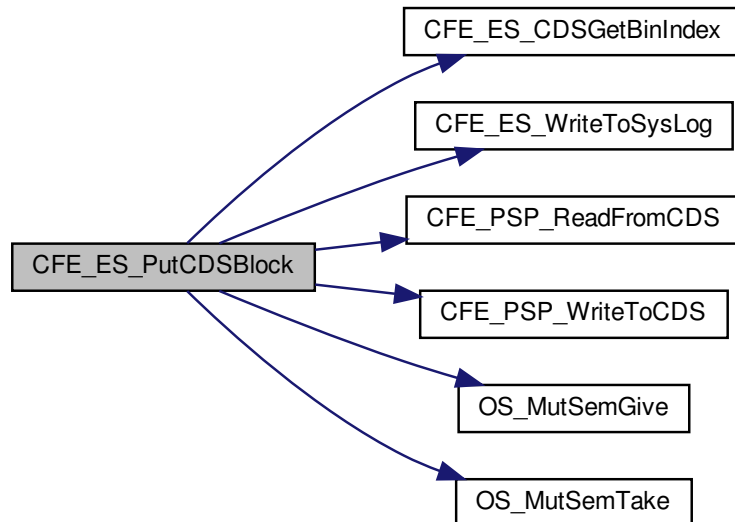 CFE_ES_CDSGetBinIndex
CFE_ES_WriteToSysLog
CFE_PSP_ReadFromCDS
CFE_ES_PutCDSBlock
CFE_PSP_WriteToCDS
OS_MutSemGive
OS_MutSemTake